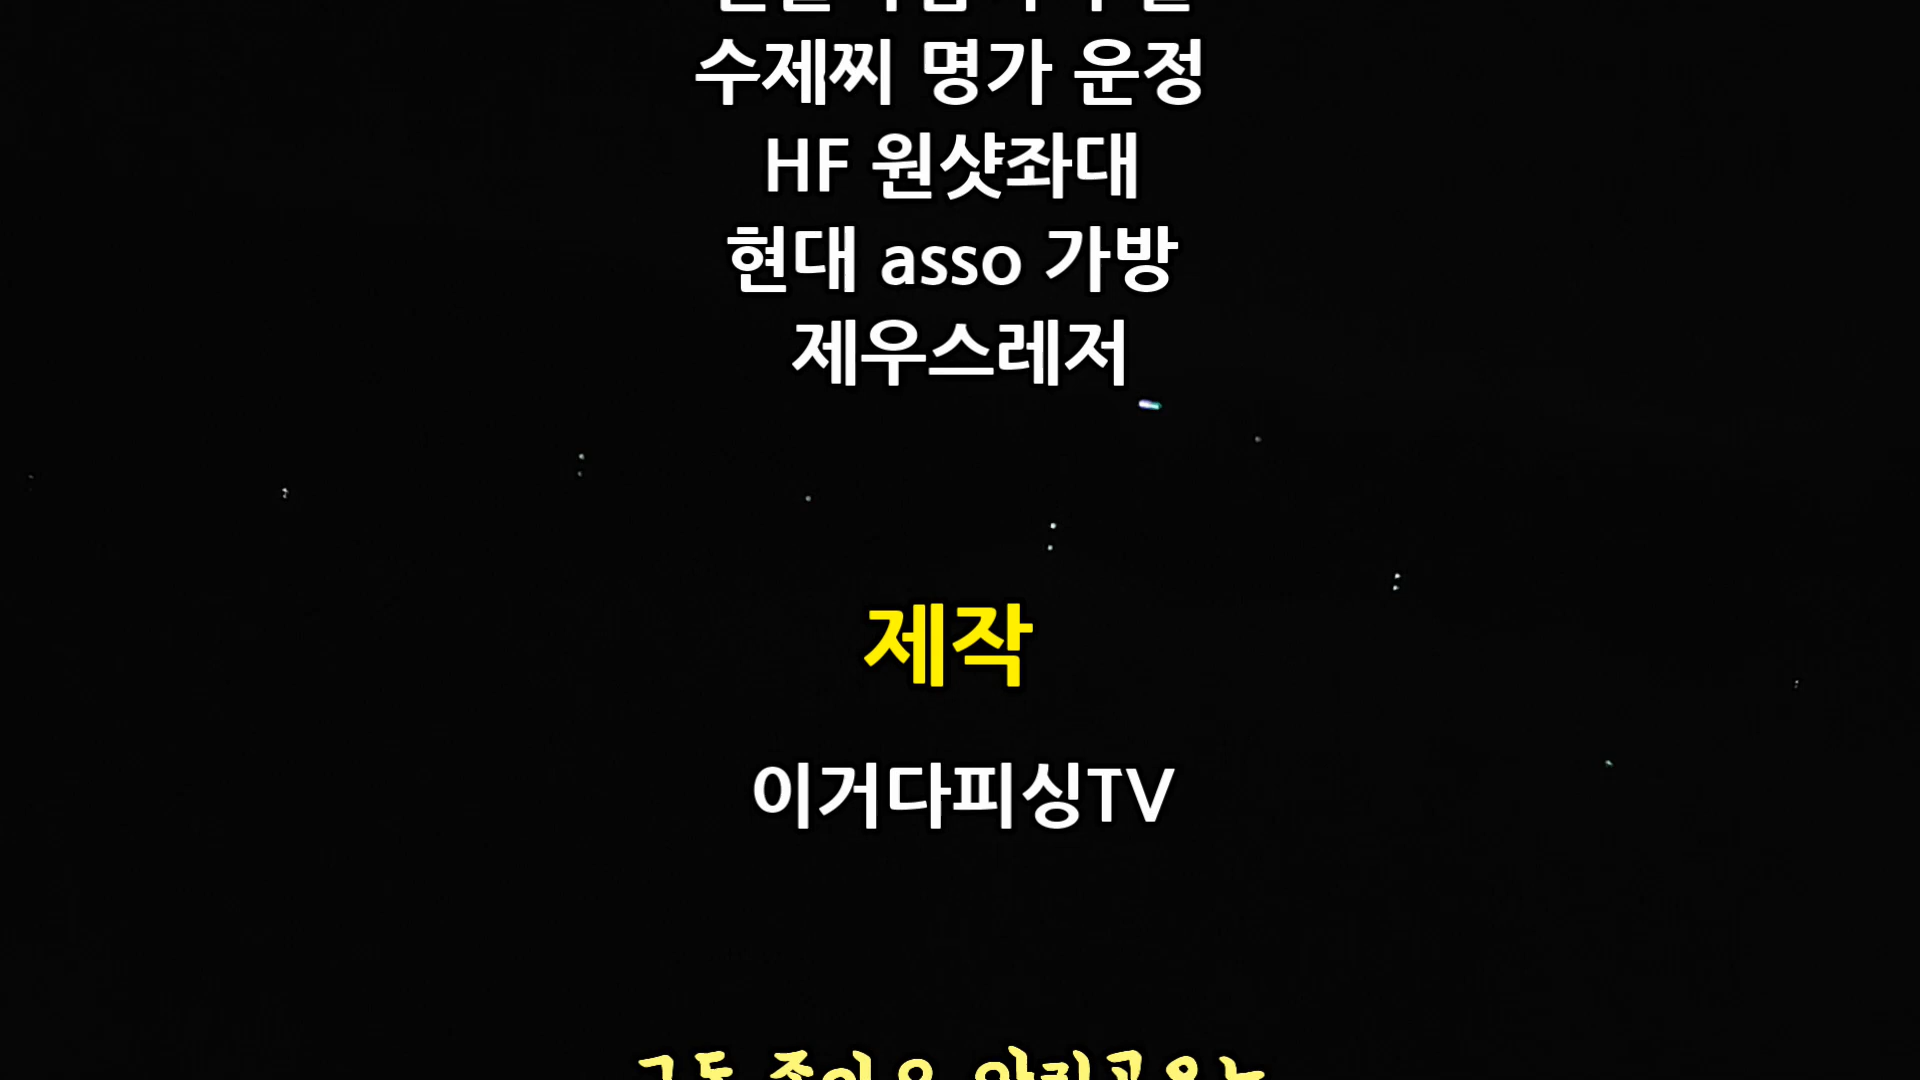 수제찌 명가 운정
HF 원샷좌대
현대 asso 가방
제우스레저
제작
이거다피싱TV